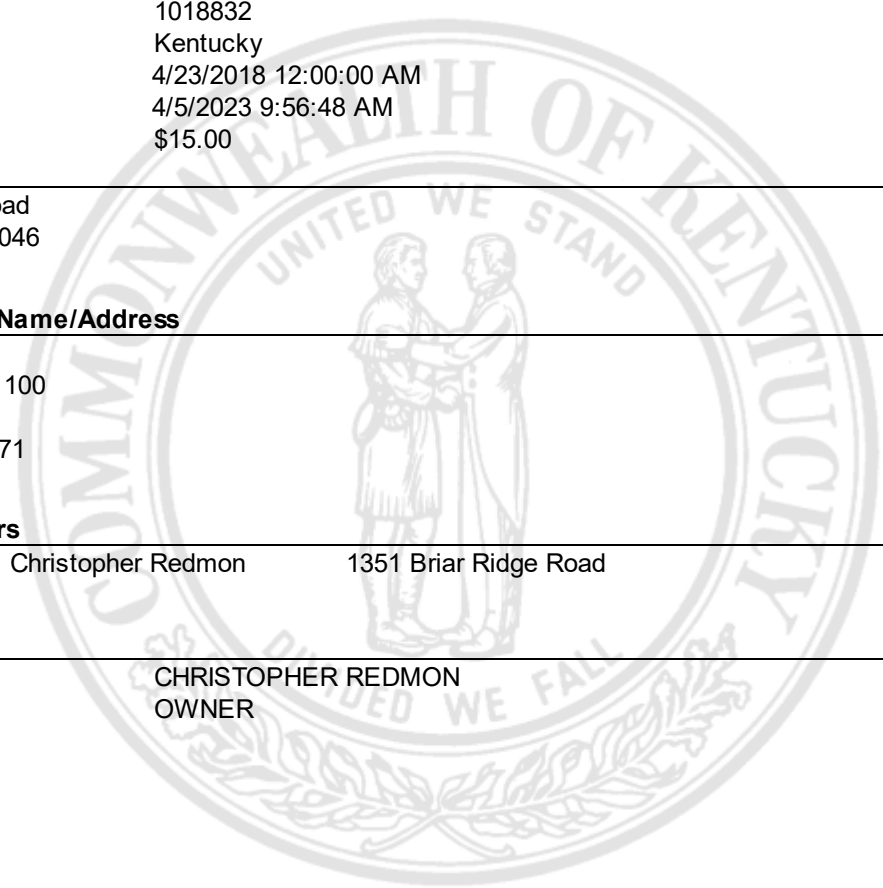 1018832
Kentucky
4/23/2018 12:00:00 AM
4/5/2023 9:56:48 AM
$15.00
COMMONWEALTH OF KENTUCKY
UNITED WE STAND
oad
046
Name/Address
100
71
rs
Christopher Redmon 1351 Briar Ridge Road
DIVIDED WE FALL
CHRISTOPHER REDMON
OWNER